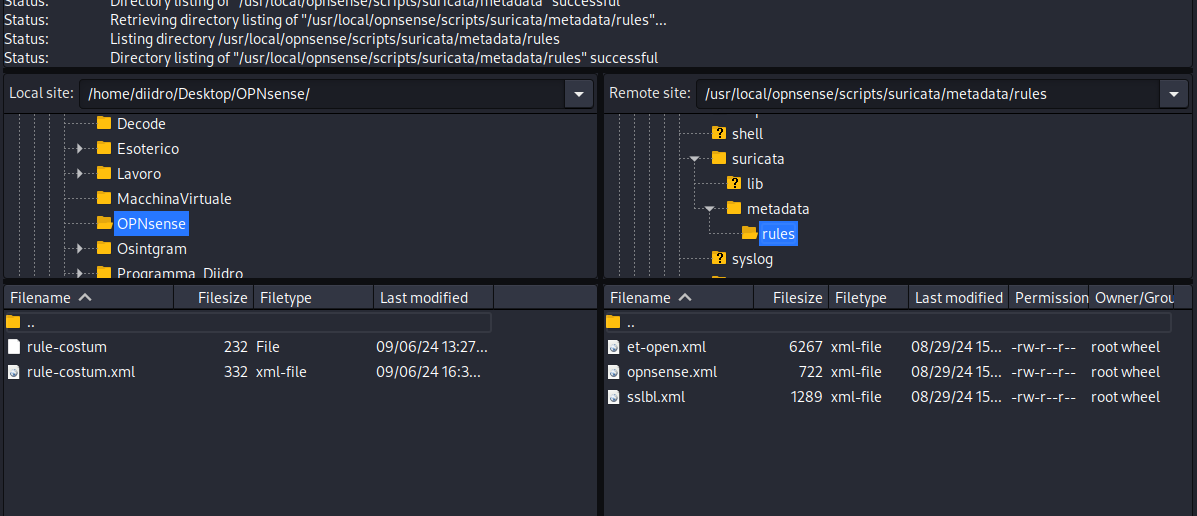 Status: Directory listing of "/usr/local/opnsense/scripts/suricata/metadata" successful
Status: Retrieving directory listing of "/usr/local/opnsense/scripts/suricata/metadata/rules"...
Status: Listing directory /usr/local/opnsense/scripts/suricata/metadata/rules
Status: Directory listing of "/usr/local/opnsense/scripts/suricata/metadata/rules" successful
Local site: /home/diidro/Desktop/OPNsense/
Decode
Esoterico
Lavoro
MacchinaVirtuale
OPNsense
Osintgram
Programma_Diidro
Filename Filesize Filetype Last modified
..
rule-costum 232 File 09/06/24 13:27...
rule-costum.xml 332 xml-file 09/06/24 16:3...
Remote site: /usr/local/opnsense/scripts/suricata/metadata/rules
shell
suricata
lib
metadata
rules
syslog
Filename Filesize Filetype Last modified Permission Owner/Grou
..
et-open.xml 6267 xml-file 08/29/24 15... -rw-r--r-- root wheel
opnsense.xml 722 xml-file 08/29/24 15... -rw-r--r-- root wheel
sslbl.xml 1289 xml-file 08/29/24 15... -rw-r--r-- root wheel